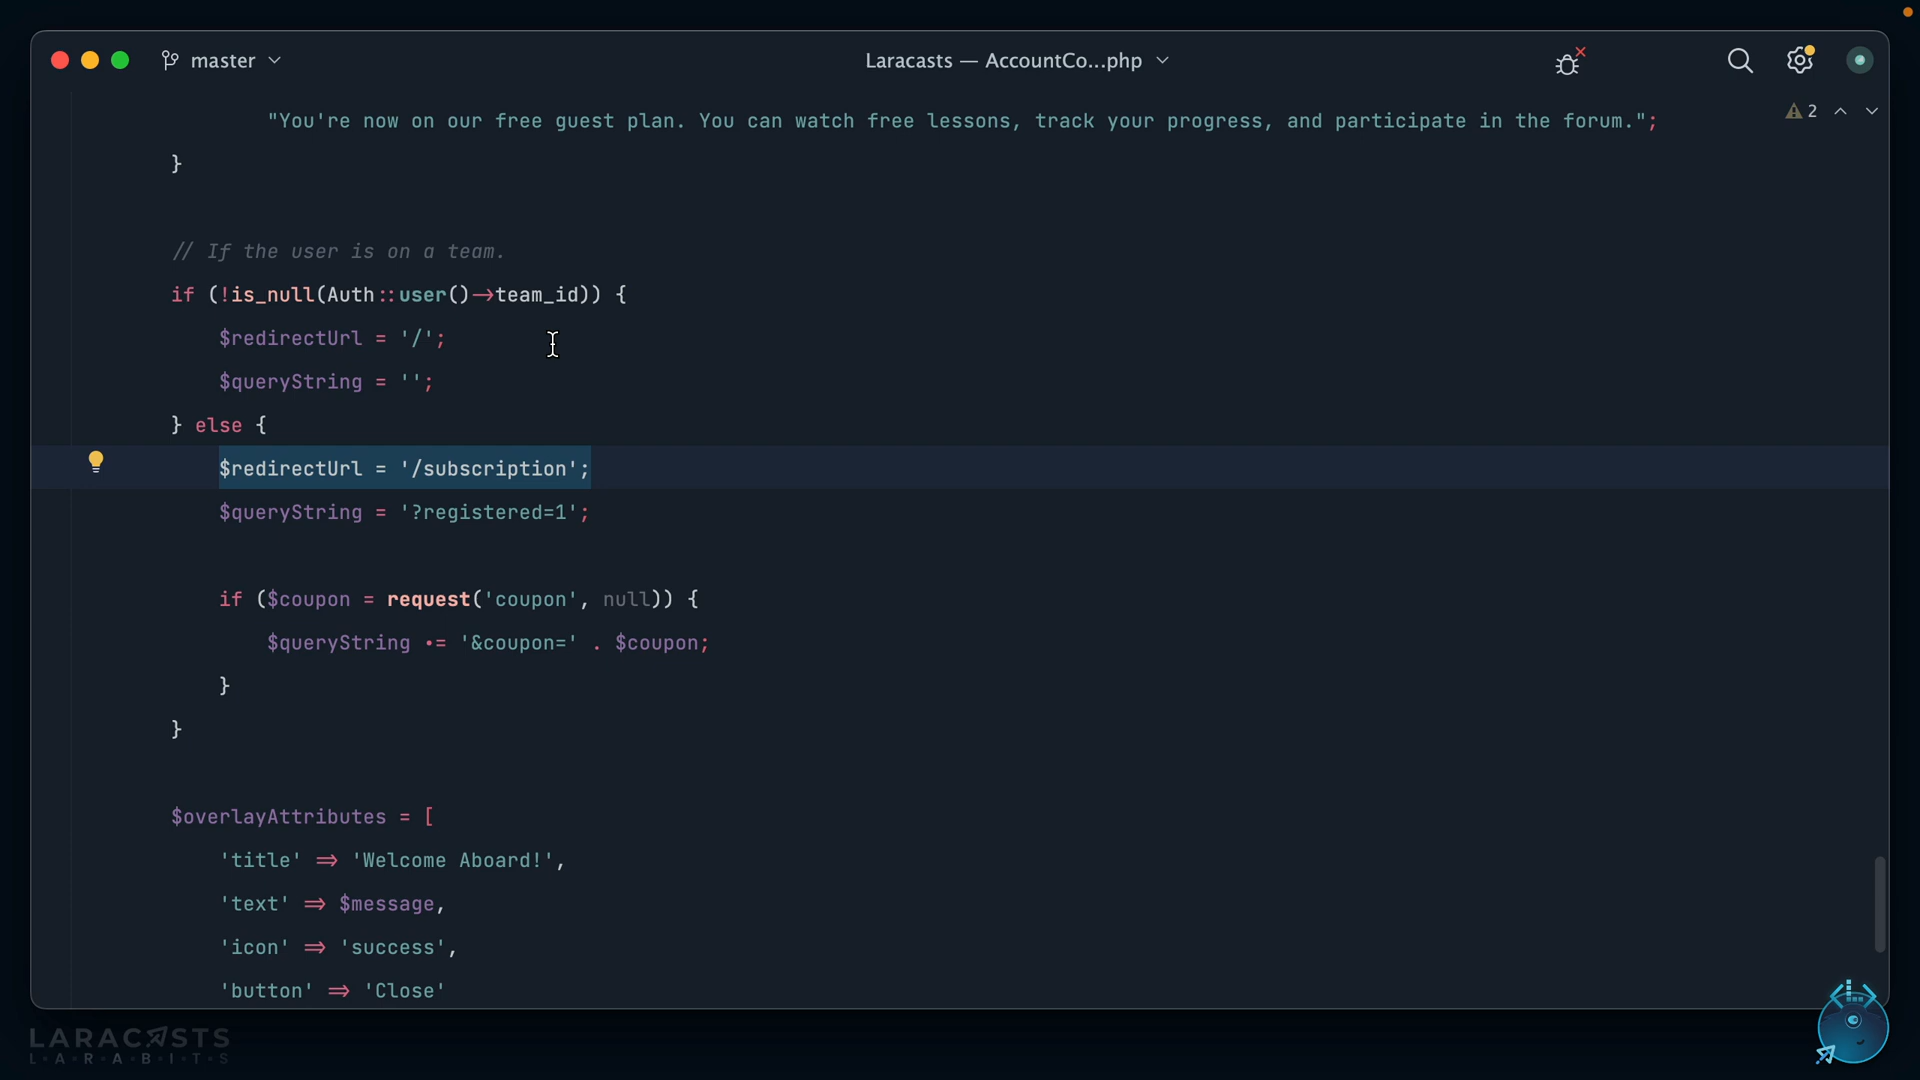 master
Laracasts — AccountCo...php
2
"You're now on our free guest plan. You can watch free lessons, track your progress, and participate in the forum.";
}
// If the user is on a team.
if (!is_null(Auth::user()->team_id)) {
$redirectUrl = '/';
$queryString = '';
} else {
$redirectUrl = '/subscription';
$queryString = '?registered=1';
if ($coupon = request('coupon', null)) {
$queryString .= '&coupon=' . $coupon;
}
}
$overlayAttributes = [
'title' => 'Welcome Aboard!',
'text' => $message,
'icon' => 'success',
'button' => 'Close'
LARACASTS
L·A·R·A·B·I·T·S